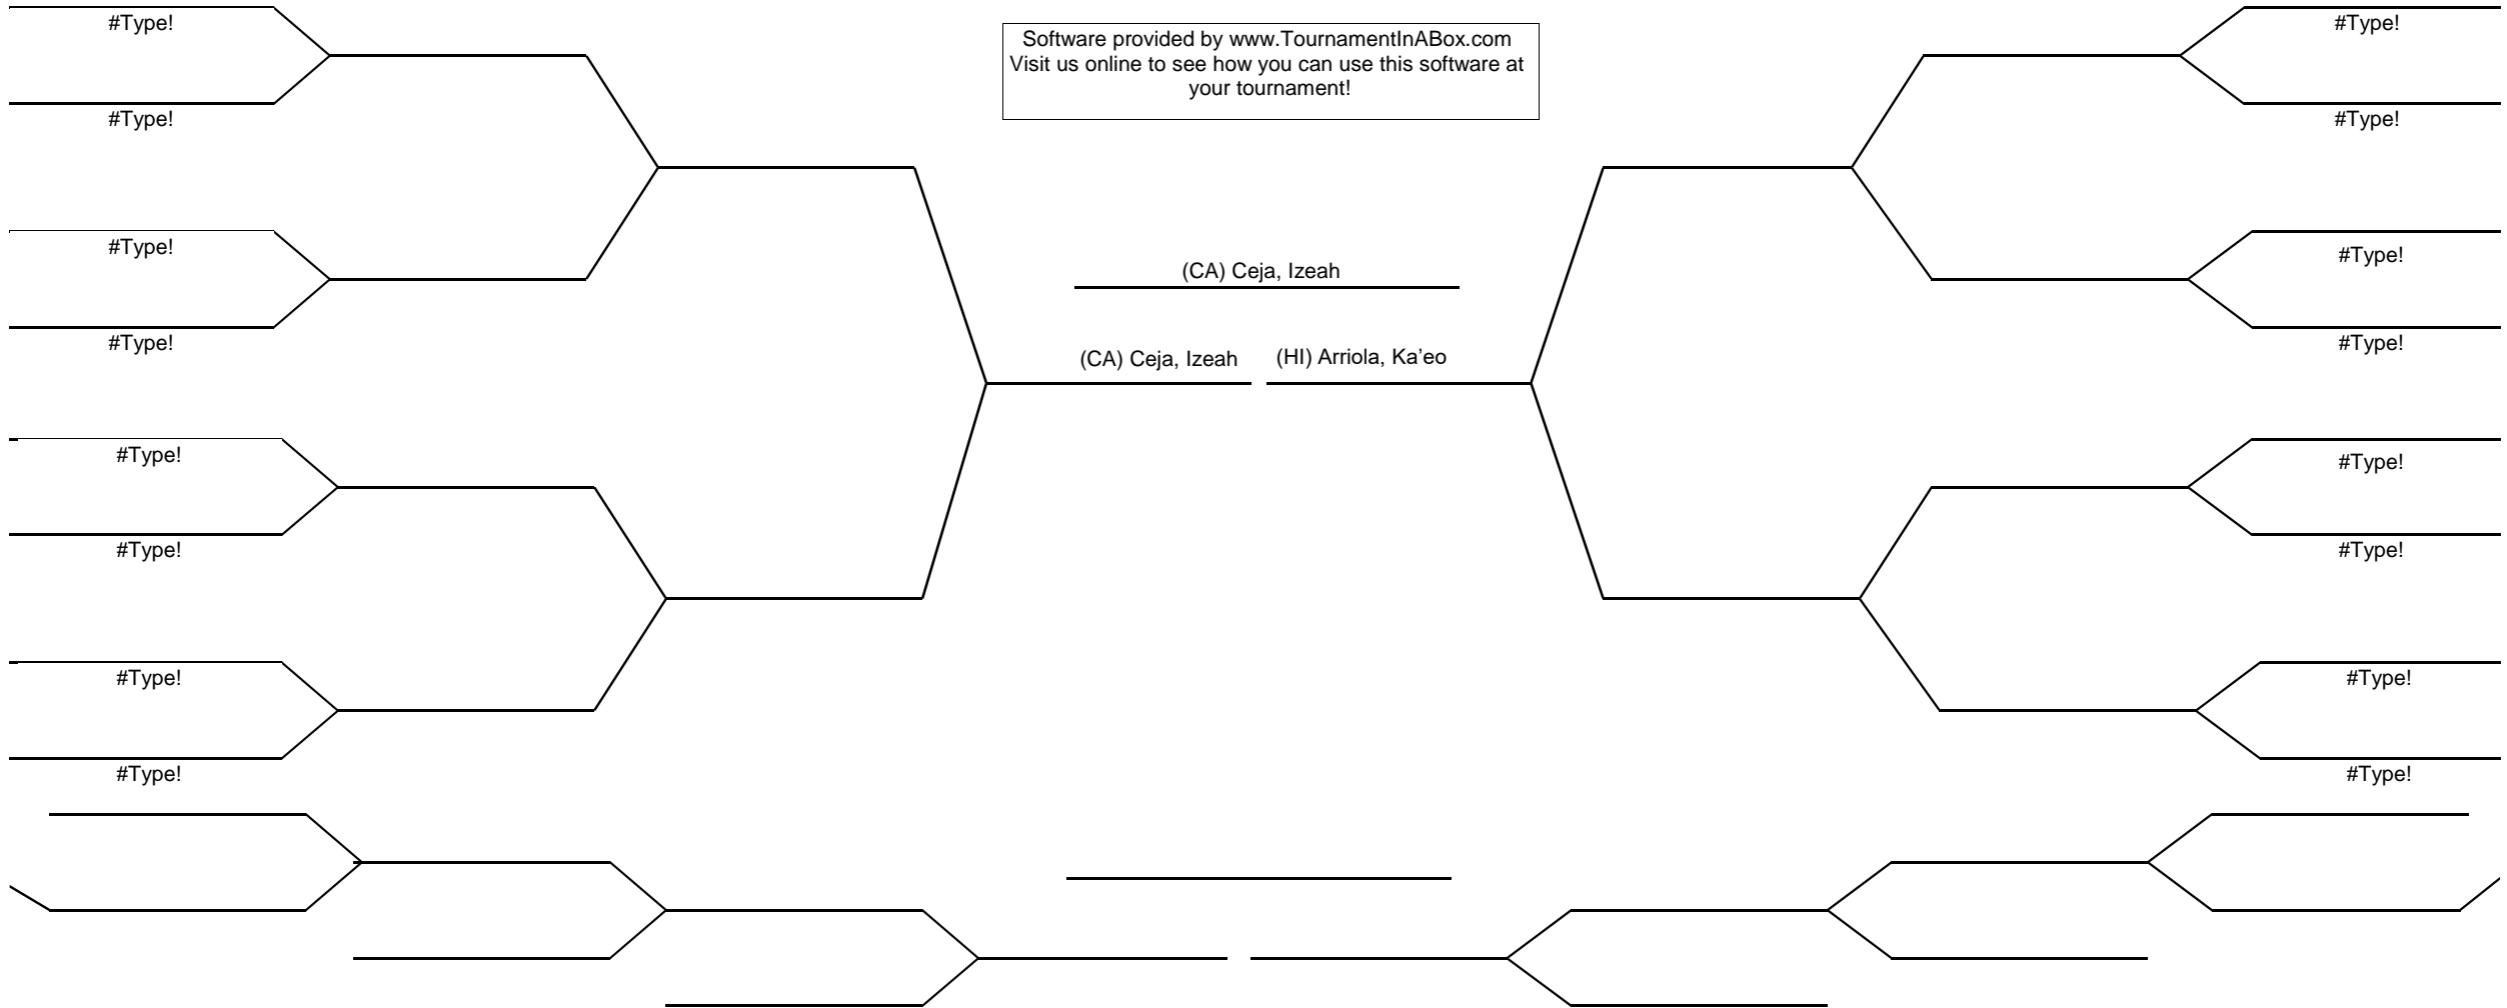 #Type!
#Type!
Software provided by www.TournamentInABox.com
Visit us online to see how you can use this software at
your tournament!
#Type!
#Type!
#Type!
#Type!
(CA) Ceja, Izeah
#Type!
#Type!
(CA) Ceja, Izeah
(HI) Arriola, Ka’eo
#Type!
#Type!
#Type!
#Type!
#Type!
#Type!
#Type!
#Type!